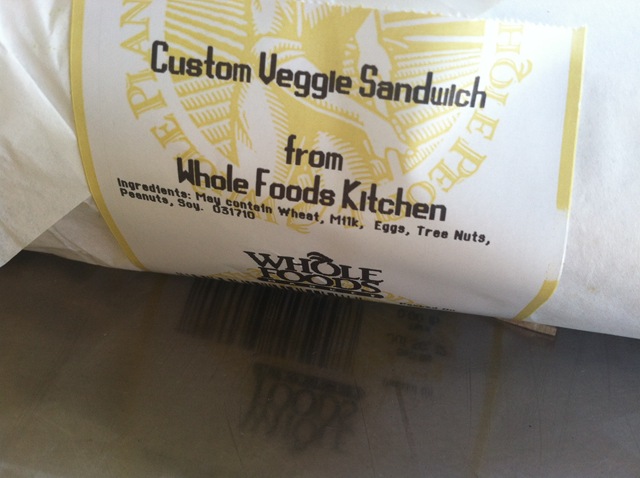 Custom Veggie Sandwich
from
Whole Foods Kitchen
Ingredients: May contain Wheat, Milk, Eggs, Tree Nuts,
Peanuts, Soy. 031710
WHOLE
FOODS